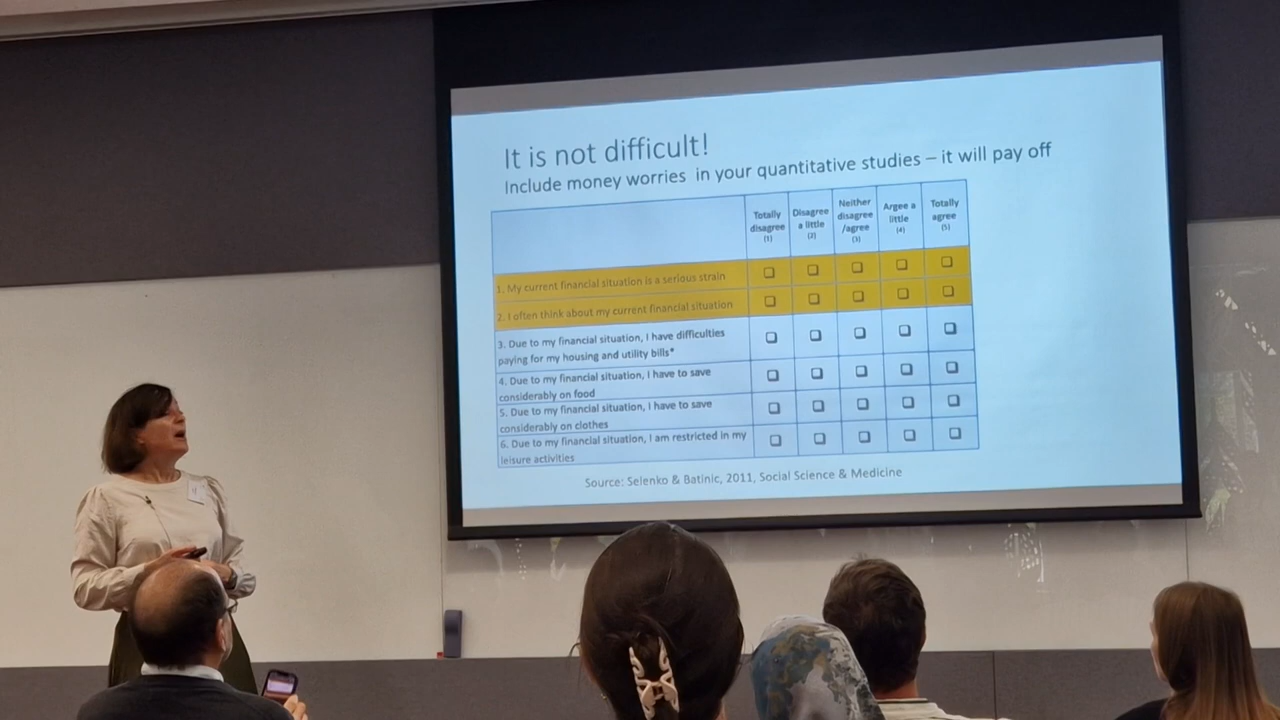 It is not difficult!
Include money worries in your quantitative studies – it will pay off
Totally disagree (1)
Disagree a little (2)
Neither disagree /agree (3)
Argee a little (4)
Totally agree (5)
1. My current financial situation is a serious strain
2. I often think about my current financial situation
3. Due to my financial situation, I have difficulties
paying for my housing and utility bills*
4. Due to my financial situation, I have to save
considerably on food
5. Due to my financial situation, I have to save
considerably on clothes
6. Due to my financial situation, I am restricted in my
leisure activities
Source: Selenko & Batinic, 2011, Social Science & Medicine